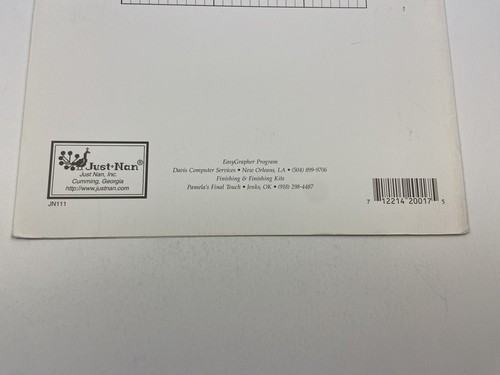 Just Nan®
Just Nan, Inc.
Cumming, Georgia
http://www.justnan.com
JN111
EasyGrapher Program
Davis Computer Services • New Orleans, LA • (504) 899-9706
Finishing & Finishing Kits
Pamela's Final Touch • Jenks, OK • (918) 298-4487
7 12214 20017 5